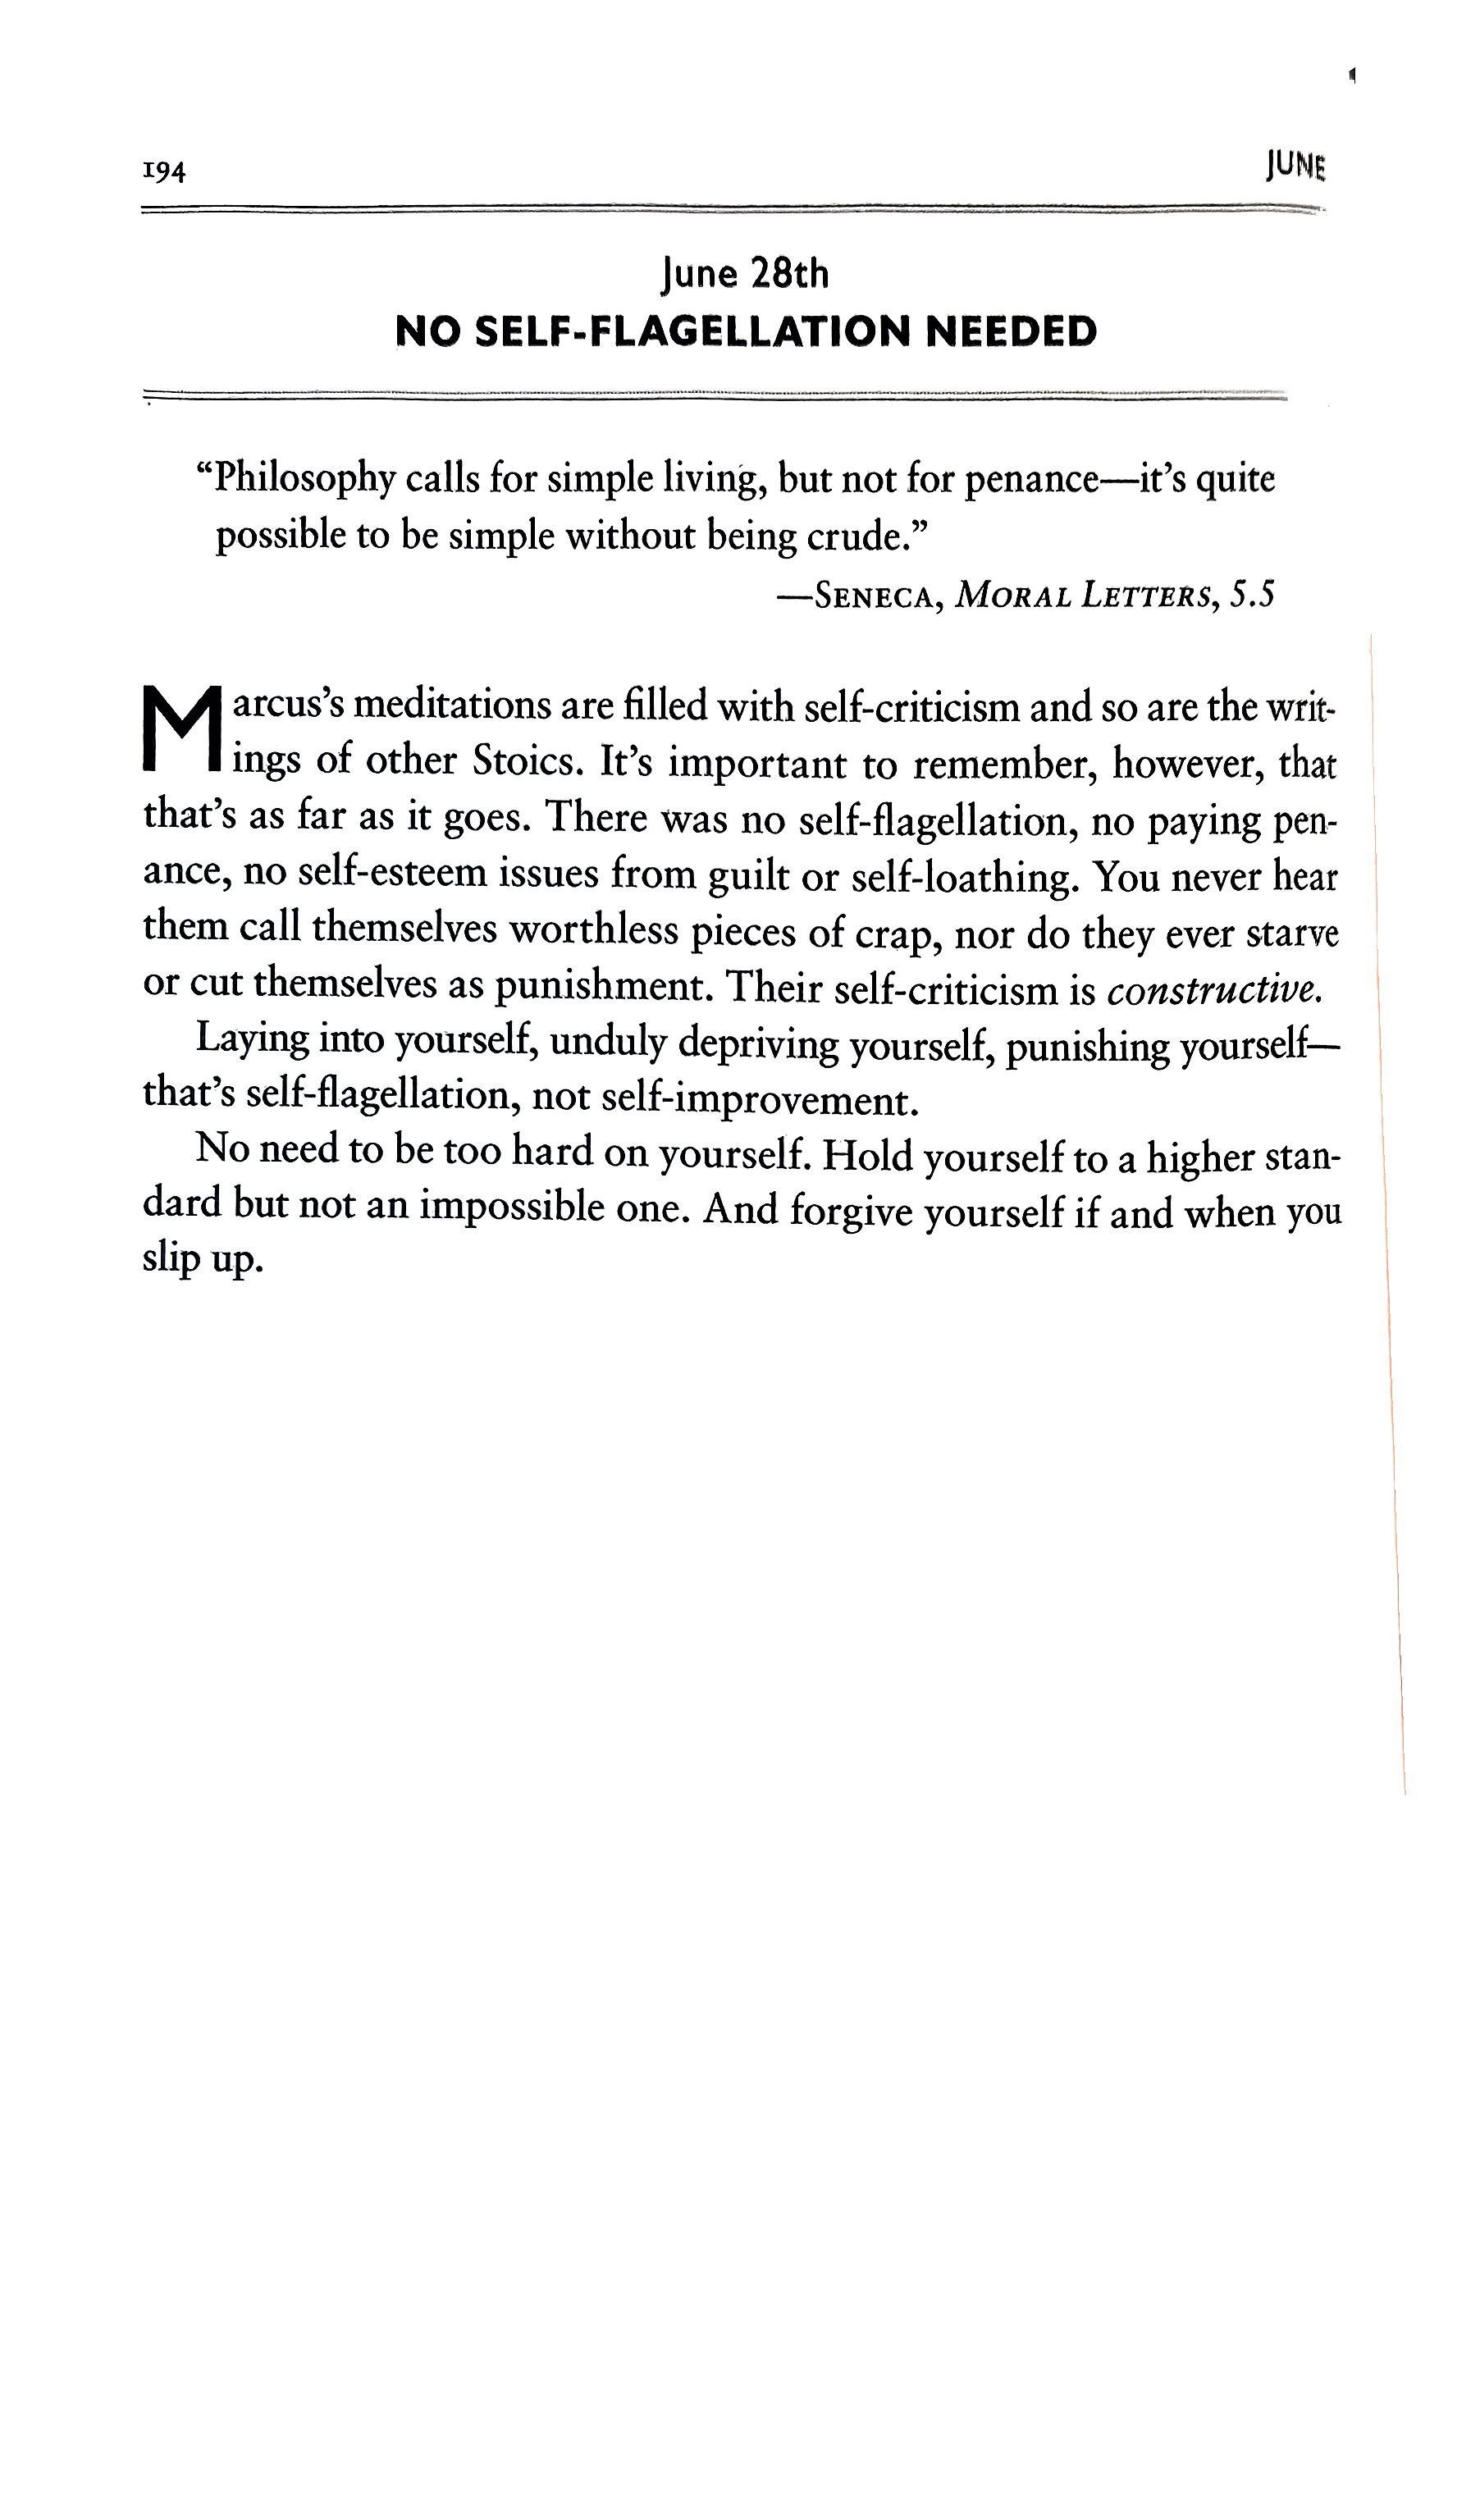 194
JUNE
June 28th
NO SELF-FLAGELLATION NEEDED
“Philosophy calls for simple living, but not for penance—it’s quite
possible to be simple without being crude.”
—SENECA, MORAL LETTERS, 5.5
Marcus’s meditations are filled with self-criticism and so are the writ-
ings of other Stoics. It’s important to remember, however, that
that’s as far as it goes. There was no self-flagellation, no paying pen-
ance, no self-esteem issues from guilt or self-loathing. You never hear
them call themselves worthless pieces of crap, nor do they ever starve
or cut themselves as punishment. Their self-criticism is constructive.
Laying into yourself, unduly depriving yourself, punishing yourself—
that’s self-flagellation, not self-improvement.
No need to be too hard on yourself. Hold yourself to a higher stan-
dard but not an impossible one. And forgive yourself if and when you
slip up.